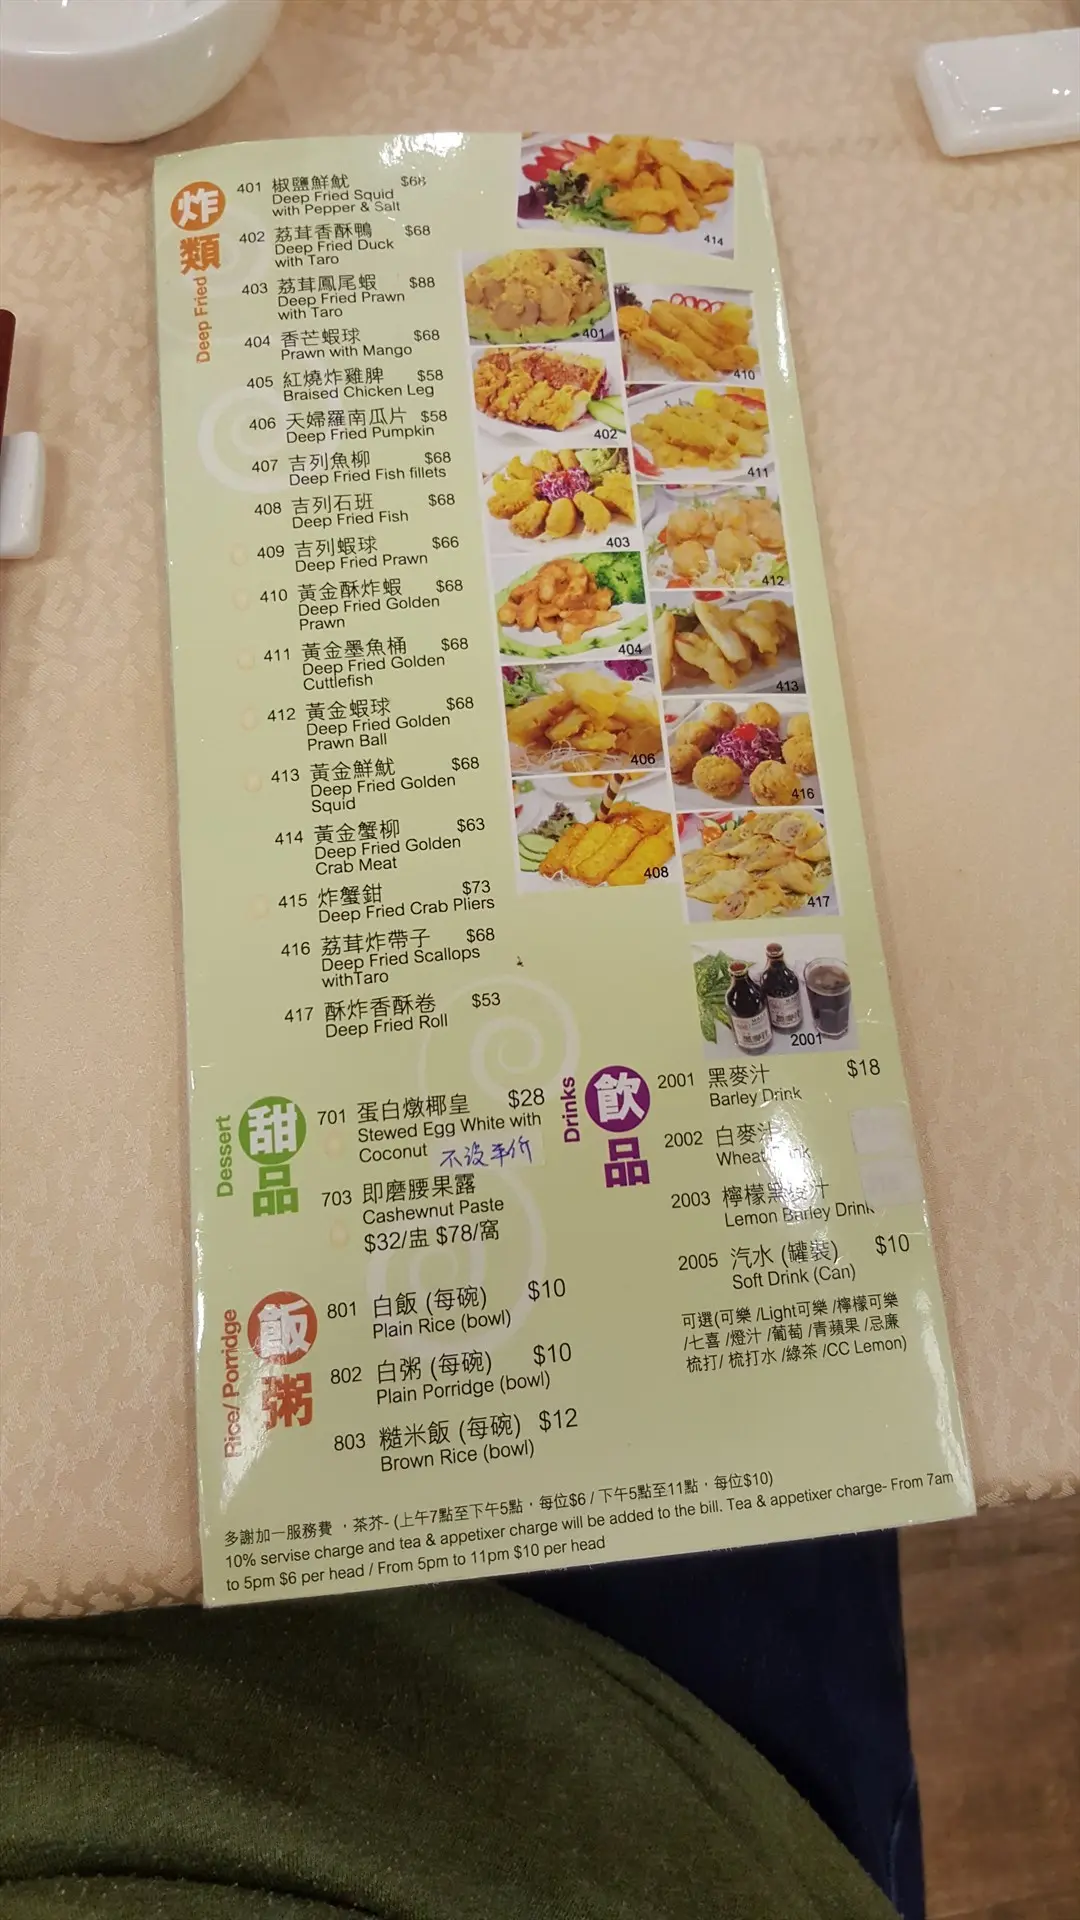 炸類
Deep Fried
401 椒鹽鮮魷 $68
Deep Fried Squid
with Pepper & Salt
402 荔茸香酥鴨 $68
Deep Fried Duck
with Taro
403 荔茸鳳尾蝦 $88
Deep Fried Prawn
with Taro
404 香芒蝦球 $68
Prawn with Mango
405 紅燒炸雞脾 $58
Braised Chicken Leg
406 天婦羅南瓜片 $58
Deep Fried Pumpkin
407 吉列魚柳 $68
Deep Fried Fish fillets
408 吉列石班 $68
Deep Fried Fish
409 吉列蝦球 $66
Deep Fried Prawn
410 黃金酥炸蝦 $68
Deep Fried Golden
Prawn
411 黃金墨魚桶 $68
Deep Fried Golden
Cuttlefish
412 黃金蝦球 $68
Deep Fried Golden
Prawn Ball
413 黃金鮮魷 $68
Deep Fried Golden
Squid
414 黃金蟹柳 $63
Deep Fried Golden
Crab Meat
415 炸蟹鉗 $73
Deep Fried Crab Pliers
416 荔茸炸帶子 $68
Deep Fried Scallops
withTaro
417 酥炸香酥卷 $53
Deep Fried Roll
414
401
410
402
411
403
412
404
413
406
416
408
417
2001
甜品
Dessert
701 蛋白燉椰皇 $28
Stewed Egg White with
Coconut 不設半价
703 即磨腰果露
Cashewnut Paste
$32/盅 $78/窩
飲品
Drinks
2001 黑麥汁 $18
Barley Drink
2002 白麥汁
2003 檸檬黑麥汁
Lemon Barley Drink
2005 汽水 (罐裝) $10
Soft Drink (Can)
可選(可樂 /Light可樂 /檸檬可樂
/七喜 /燈汁 /葡萄 /青蘋果 /忌廉
梳打/ 梳打水 /綠茶 /CC Lemon)
飯粥
Rice/ Porridge
801 白飯 (每碗) $10
Plain Rice (bowl)
802 白粥 (每碗) $10
Plain Porridge (bowl)
803 糙米飯 (每碗) $12
Brown Rice (bowl)
多謝加一服務費 ，茶芥- (上午7點至下午5點，每位$6 / 下午5點至11點，每位$10)
10% servise charge and tea & appetixer charge will be added to the bill. Tea & appetixer charge- From 7am
to 5pm $6 per head / From 5pm to 11pm $10 per head